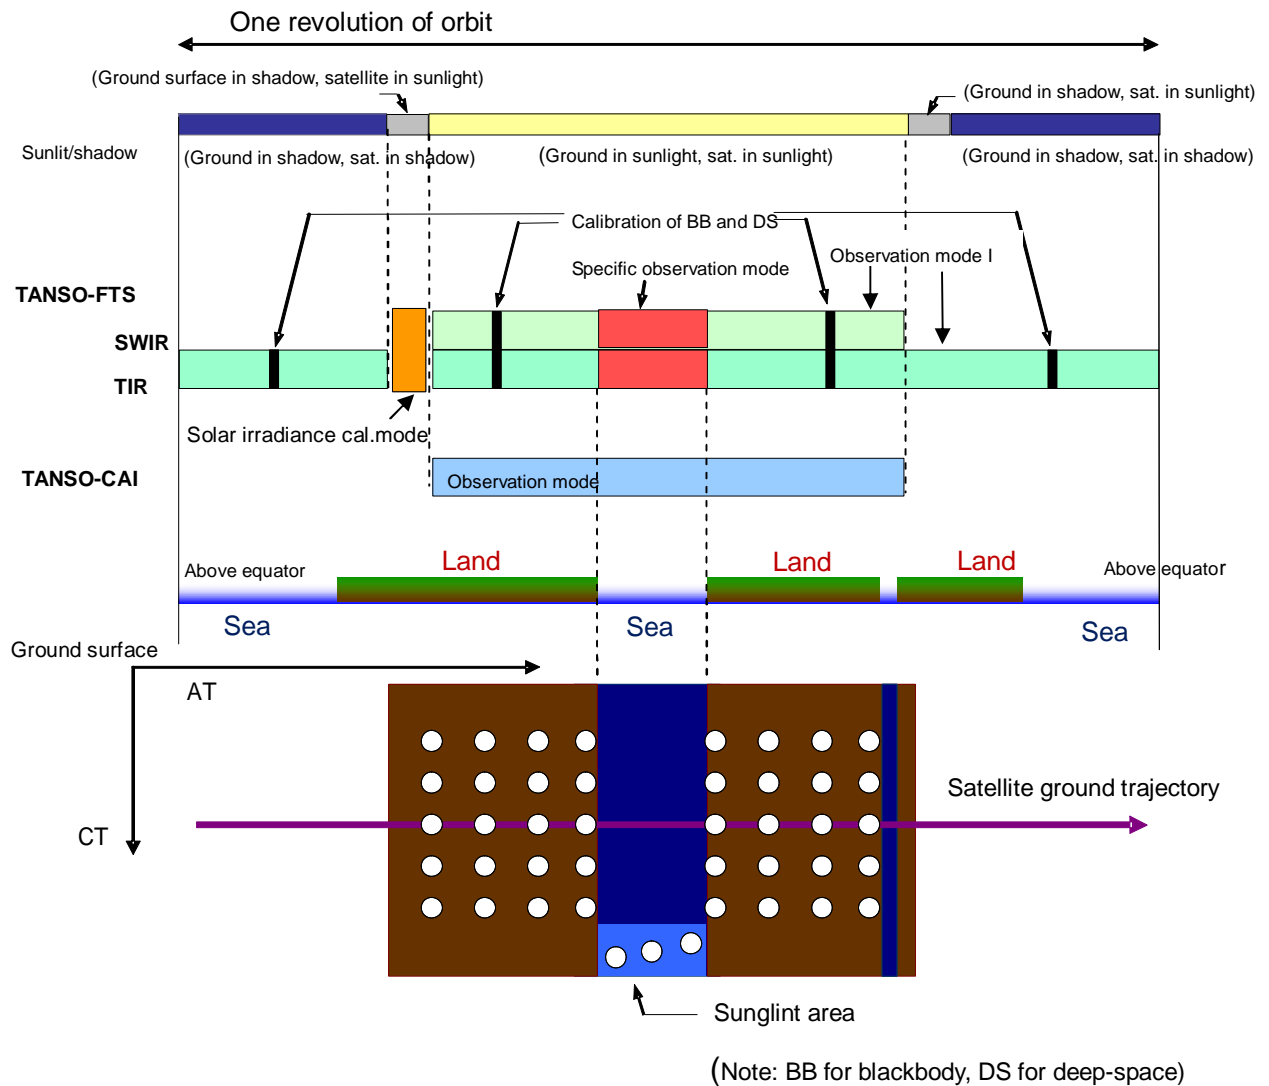 One revolution of orbit
(Ground surface in shadow, satellite in sunlight)
(Ground in shadow, sat. in sunlight)
Sunlit/shadow
(Ground in shadow, sat. in shadow)
(Ground in sunlight, sat. in sunlight)
(Ground in shadow, sat. in shadow)
Calibration of BB and DS
Specific observation mode
Observation mode I
TANSO-FTS
SWIR
TIR
Solar irradiance cal.mode
TANSO-CAI
Observation mode
Above equator
Land
Land
Land
Above equator
Sea
Sea
Sea
Ground surface
AT
CT
Satellite ground trajectory
Sunglint area
(Note: BB for blackbody, DS for deep-space)